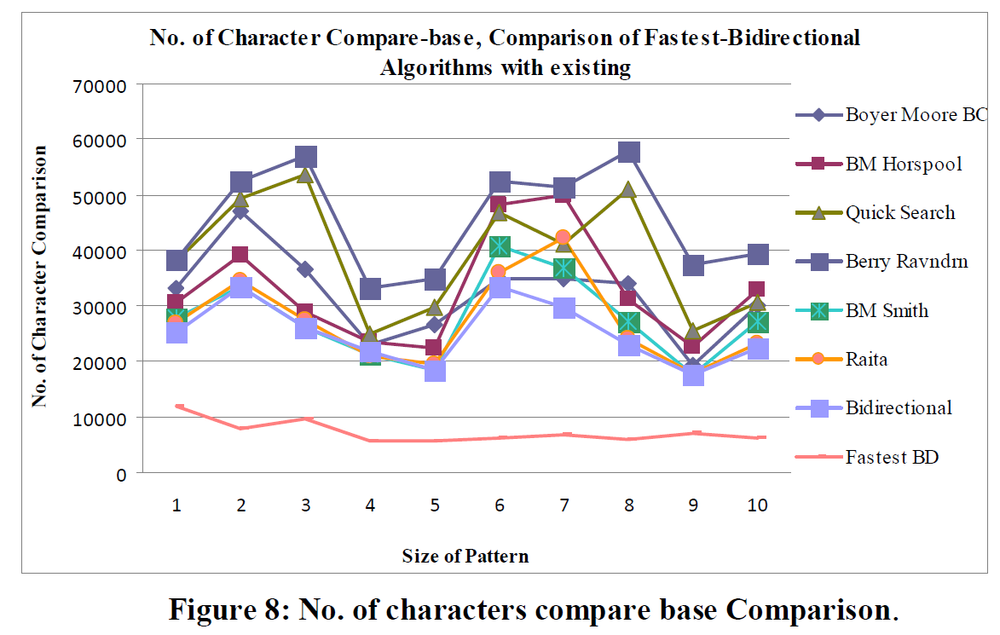 No. of Character Compare-base, Comparison of Fastest-Bidirectional
Algorithms with existing
No. of Character Comparison
70000
60000
50000
40000
30000
20000
10000
0
1 2 3 4 5 6 7 8 9 10
Size of Pattern
Boyer Moore BC
BM Horspool
Quick Search
Berry Ravndrn
BM Smith
Raita
Bidirectional
Fastest BD
Figure 8: No. of characters compare base Comparison.